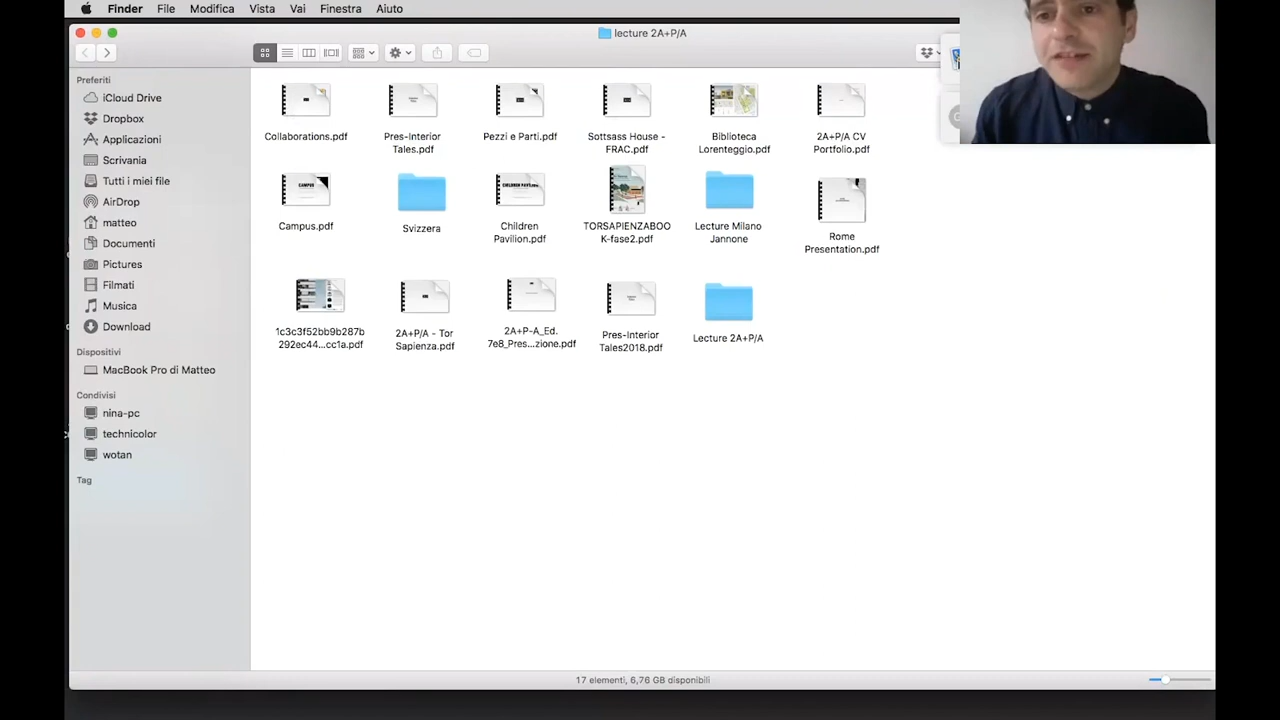 Finder File Modifica Vista Vai Finestra Aiuto
lecture 2A+P/A
Preferiti
iCloud Drive
Dropbox
Applicazioni
Scrivania
Tutti i miei file
AirDrop
matteo
Documenti
Pictures
Filmati
Musica
Download
Dispositivi
MacBook Pro di Matteo
Condivisi
nina-pc
technicolor
wotan
Tag
Collaborations.pdf
Pres-Interior
Tales.pdf
Pezzi e Parti.pdf
Sottsass House -
FRAC.pdf
Biblioteca
Lorenteggio.pdf
2A+P/A CV
Portfolio.pdf
CAMPUS
Campus.pdf
Svizzera
CHILDREN PAVILION
Children
Pavilion.pdf
TORSAPIENZABOO
K-fase2.pdf
Lecture Milano
Jannone
Rome
Presentation.pdf
1c3c3f52bb9b287b
292ec44...cc1a.pdf
2A+P/A - Tor
Sapienza.pdf
2A+P-A_Ed.
7e8_Pres...zione.pdf
Pres-Interior
Tales2018.pdf
Lecture 2A+P/A
17 elementi, 6,76 GB disponibili